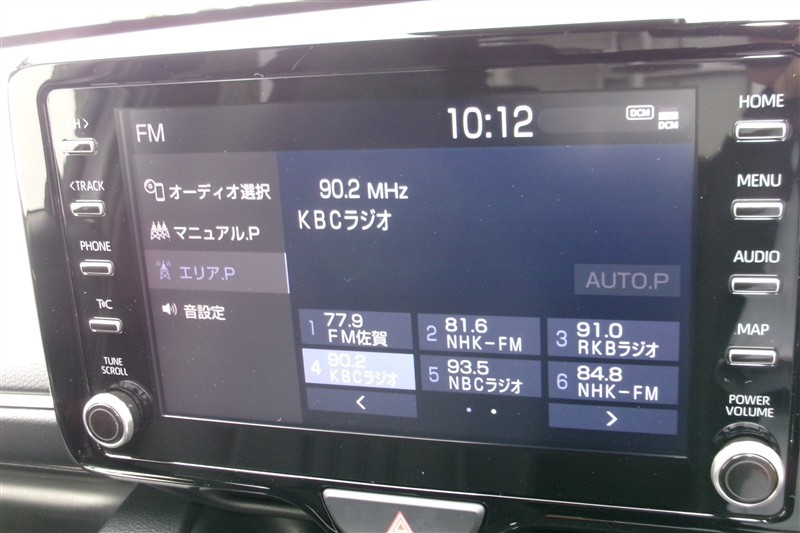 FM
10:12
DCM
DCM
HOME
<TRACK
オーディオ選択
90.2 MHz
MENU
KBCラジオ
PHONE
マニュアル.P
エリア.P
AUTO.P
AUDIO
音設定
T&C
1 77.9 FM佐賀
2 81.6 NHK-FM
3 91.0 RKBラジオ
MAP
TUNE
SCROLL
4 90.2 KBCラジオ
5 93.5 NBCラジオ
6 84.8 NHK-FM
<
>
POWER
VOLUME